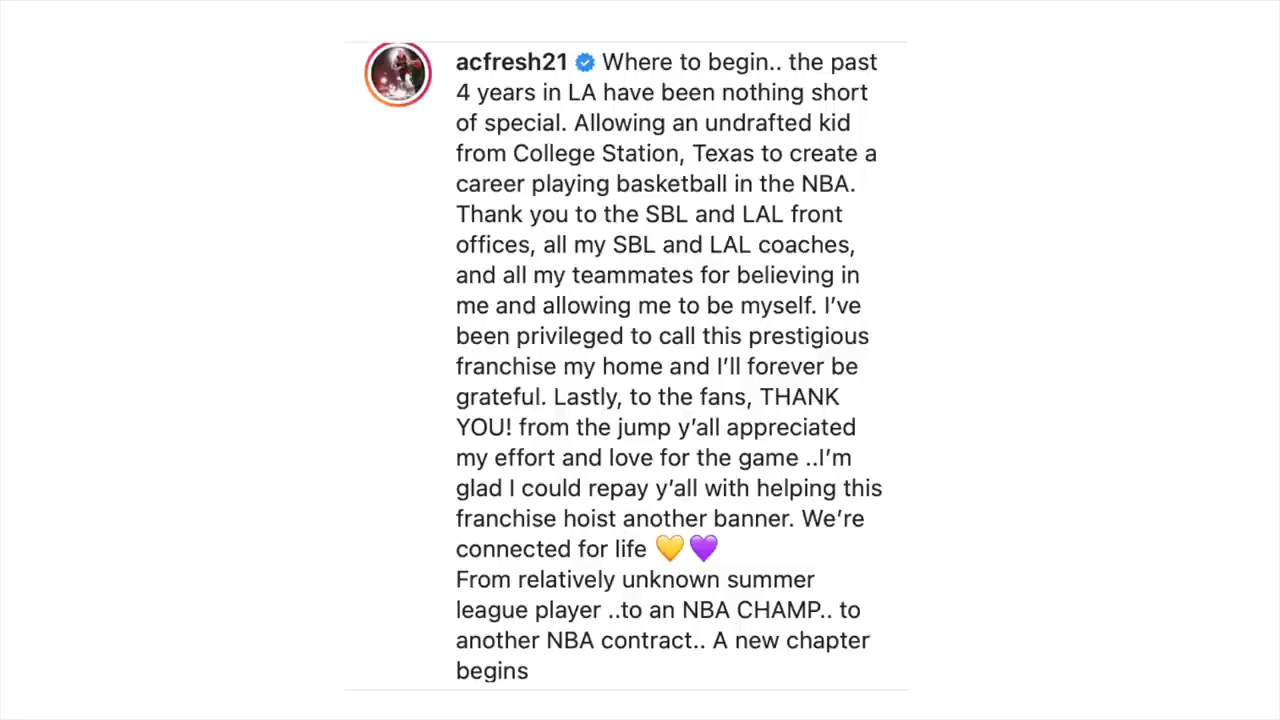 acfresh21 Where to begin.. the past
4 years in LA have been nothing short
of special. Allowing an undrafted kid
from College Station, Texas to create a
career playing basketball in the NBA.
Thank you to the SBL and LAL front
offices, all my SBL and LAL coaches,
and all my teammates for believing in
me and allowing me to be myself. I’ve
been privileged to call this prestigious
franchise my home and I’ll forever be
grateful. Lastly, to the fans, THANK
YOU! from the jump y’all appreciated
my effort and love for the game ..I’m
glad I could repay y’all with helping this
franchise hoist another banner. We’re
connected for life 💛💜
From relatively unknown summer
league player ..to an NBA CHAMP.. to
another NBA contract.. A new chapter
begins